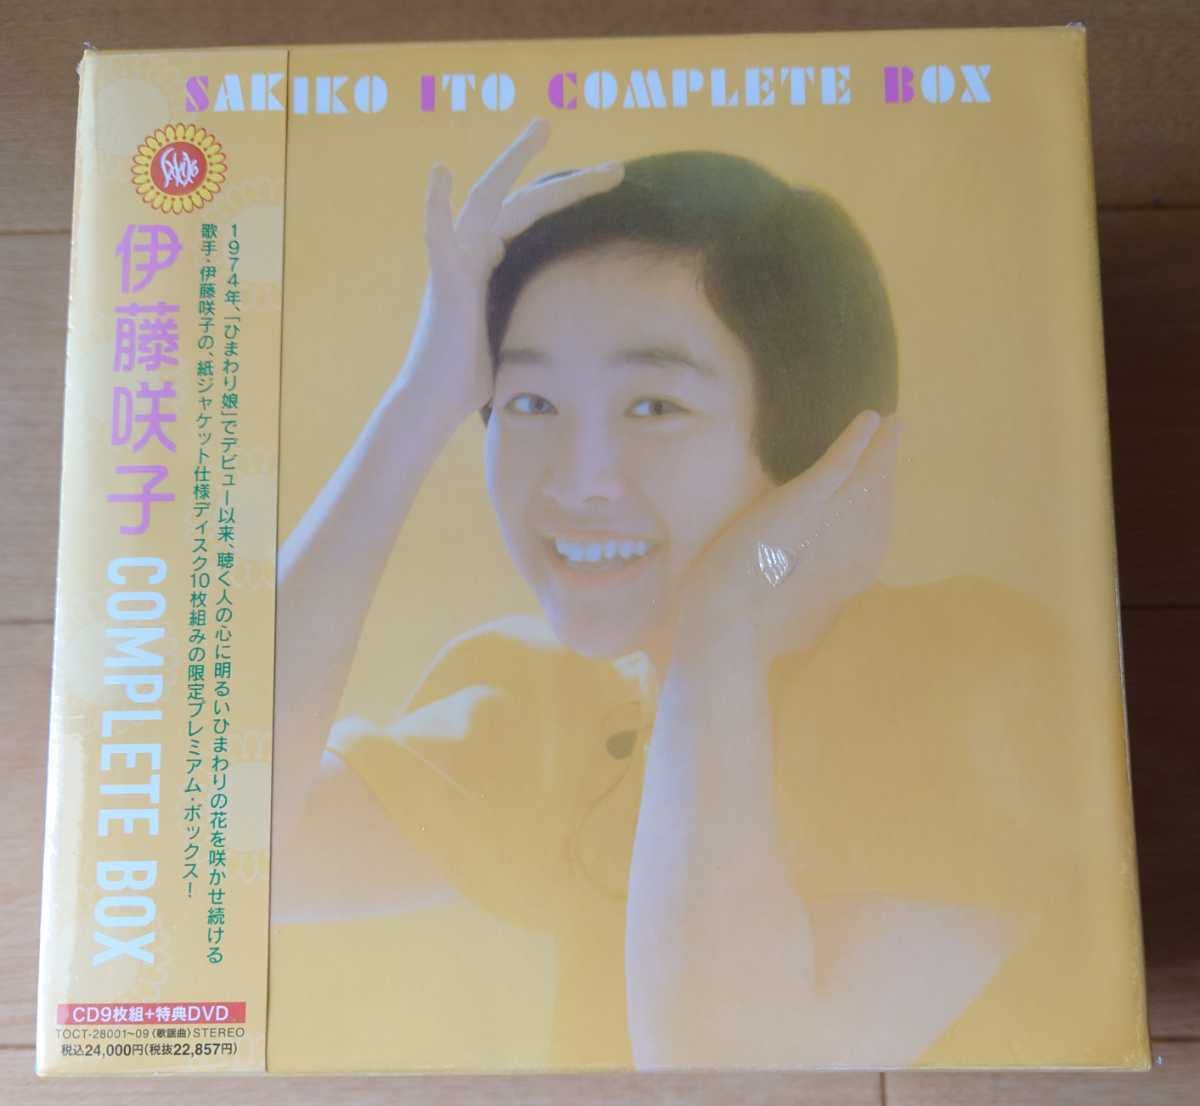 SAKIKO ITO COMPLETE BOX
伊藤咲子 COMPLETE BOX
1974年、「ひまわり娘」でデビュー以来、聴く人の心に明るいひまわりの花を咲かせ続ける
歌手・伊藤咲子の、紙ジャケット仕様ディスク10枚組みの限定プレミアム・ボックス！
CD9枚組+特典DVD
TOCT-28001~09〈歌謡曲〉STEREO
税込24,000円(税抜22,857円)